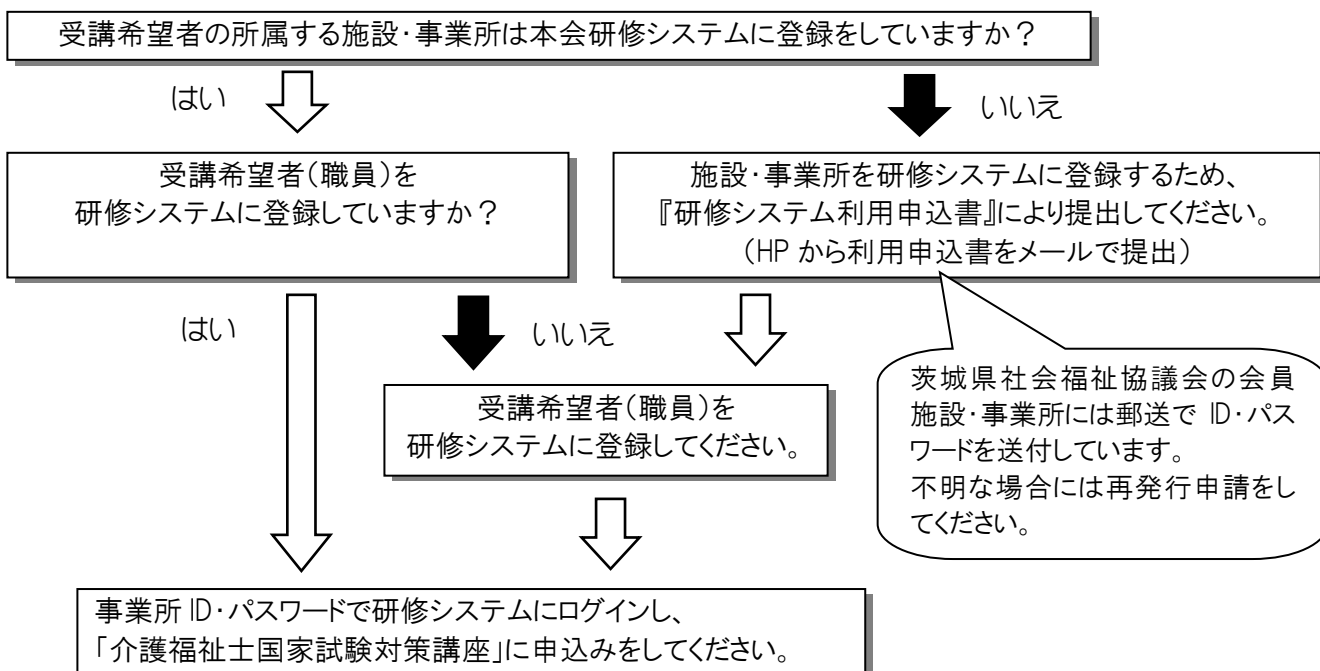 受講希望者の所属する施設・事業所は本会研修システムに登録をしていますか？
はい
いいえ
受講希望者（職員）を
研修システムに登録していますか？
施設・事業所を研修システムに登録するため、
『研修システム利用申込書』により提出してください。
（HP から利用申込書をメールで提出）
はい
いいえ
受講希望者（職員）を
研修システムに登録してください。
茨城県社会福祉協議会の会員
施設・事業所には郵送で ID・パス
ワードを送付しています。
不明な場合には再発行申請をし
てください。
事業所 ID・パスワードで研修システムにログインし、
「介護福祉士国家試験対策講座」に申込みをしてください。